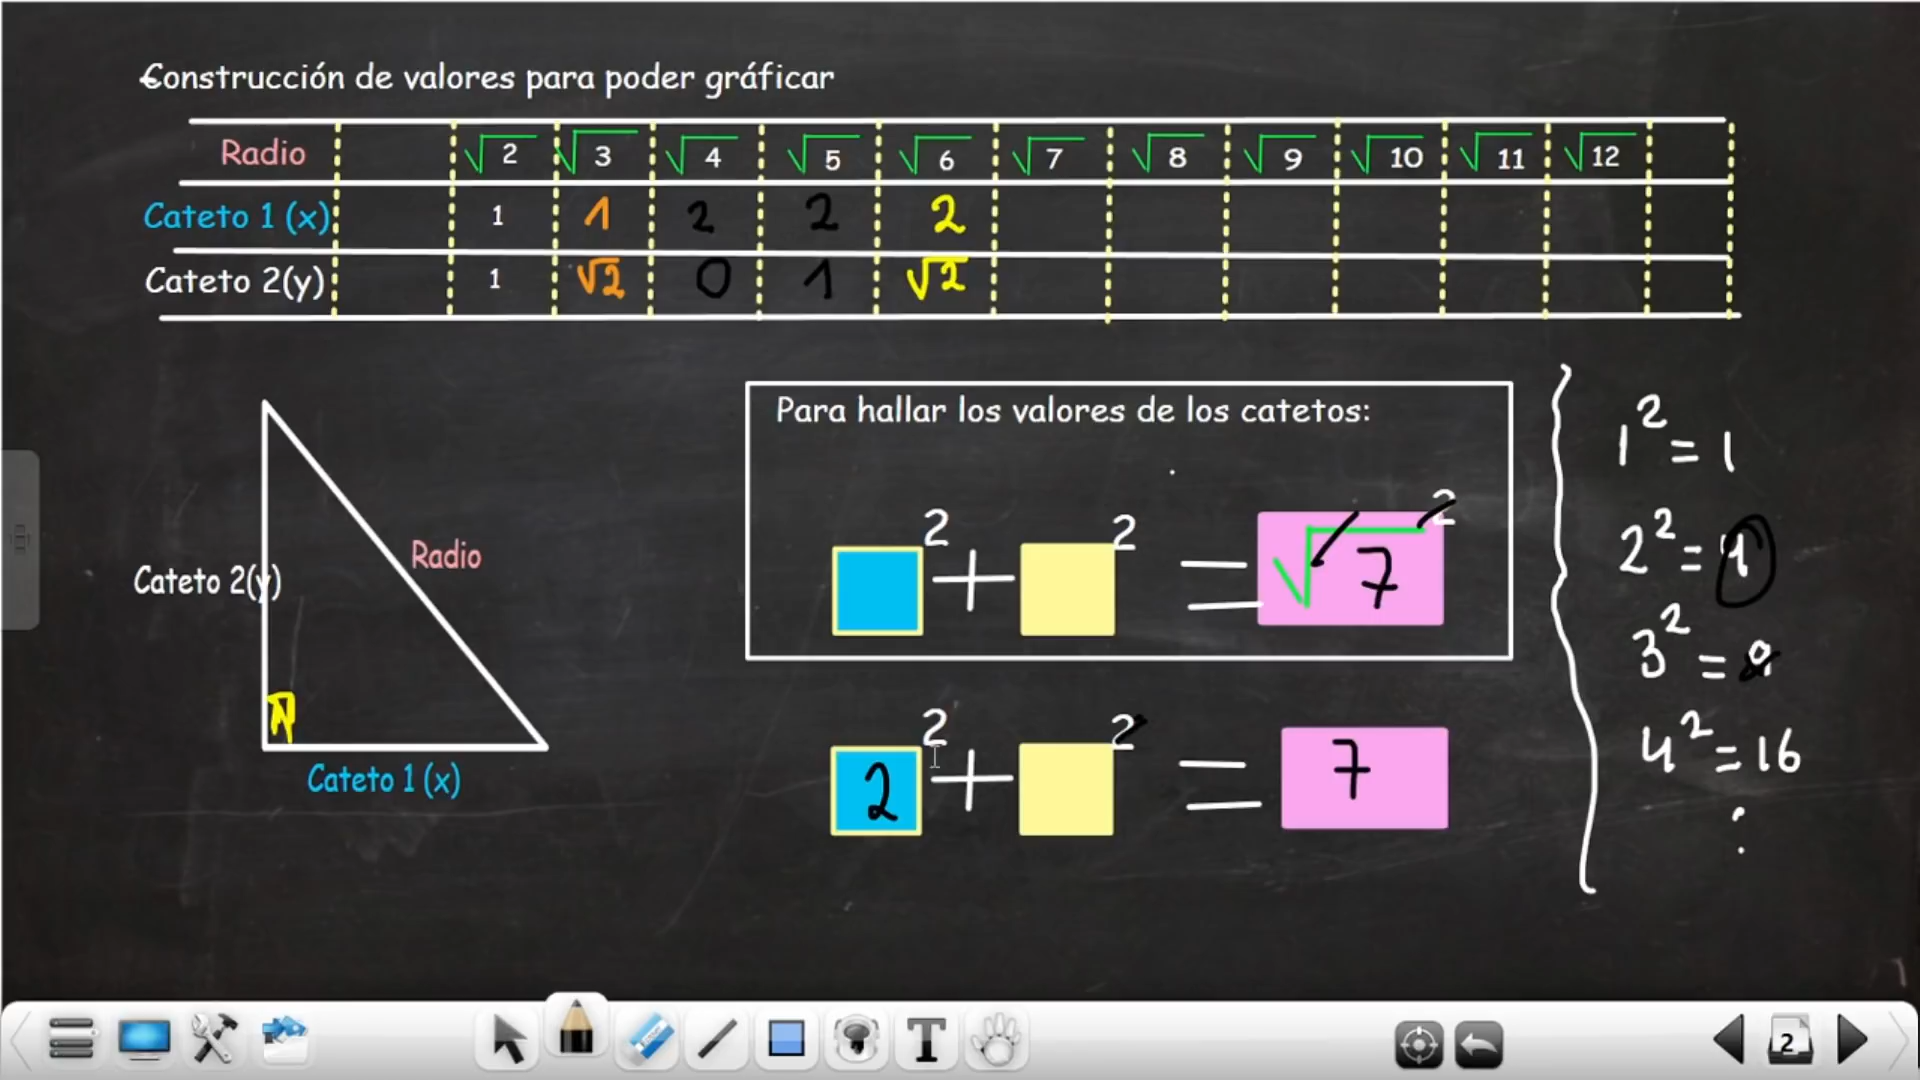 Construcción de valores para poder gráficar
Radio √2 √3 √4 √5 √6 √7 √8 √9 √10 √11 √12
Cateto 1 (x) 1 1 2 2 2
Cateto 2(y) 1 √2 0 1 √2
Para hallar los valores de los catetos:
1² = 1
2 + 2 = √7 2
2² = 4
Radio
Cateto 2(y)
3² = 9
2² + 2 = 7
4² = 16
Cateto 1 (x)
:
T
2